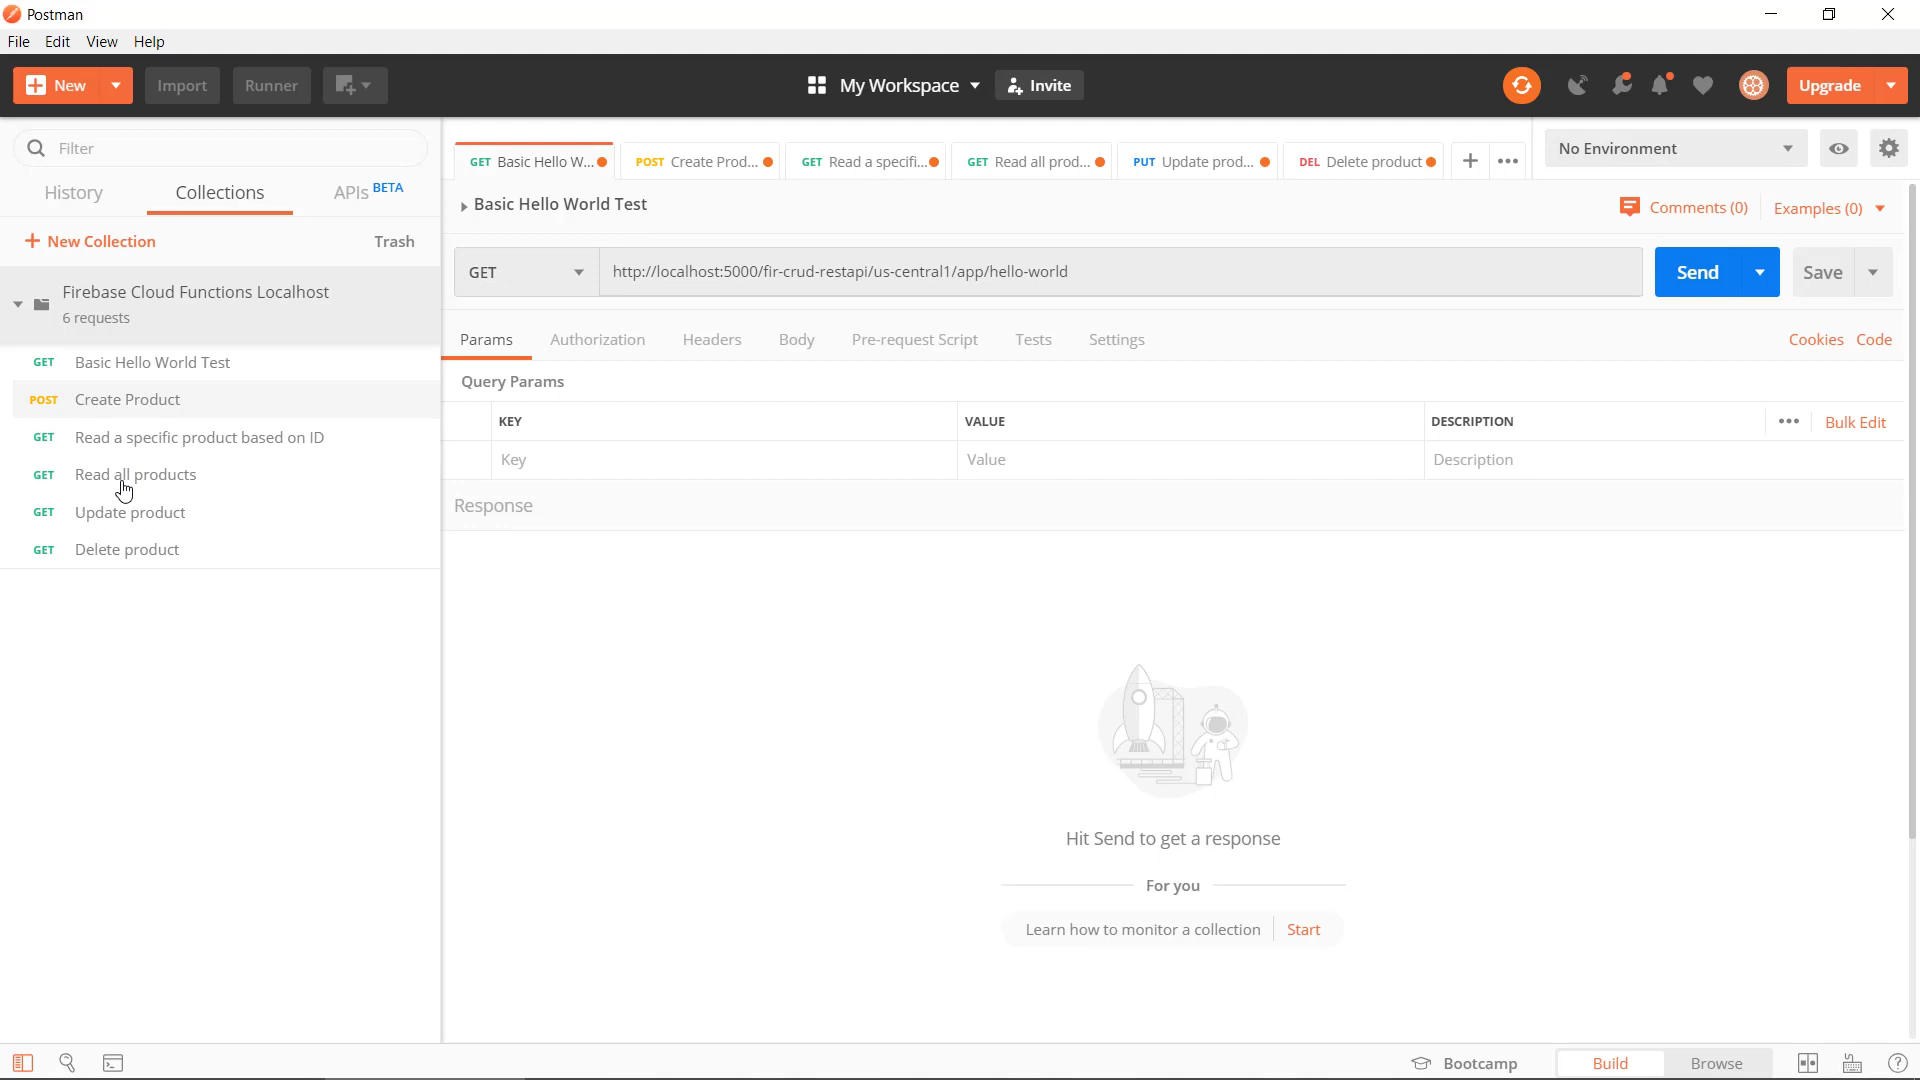 Postman
File Edit View Help
New Import Runner My Workspace Invite Upgrade
Filter
History Collections APIs BETA
New Collection Trash
Firebase Cloud Functions Localhost
6 requests
GET Basic Hello World Test
POST Create Product
GET Read a specific product based on ID
GET Read all products
GET Update product
GET Delete product
GET Basic Hello W... POST Create Prod... GET Read a specifi... GET Read all prod... PUT Update prod... DEL Delete product No Environment
Basic Hello World Test Comments (0) Examples (0)
GET http://localhost:5000/fir-crud-restapi/us-central1/app/hello-world Send Save
Params Authorization Headers Body Pre-request Script Tests Settings Cookies Code
Query Params
KEY VALUE DESCRIPTION Bulk Edit
Key Value Description
Response
Hit Send to get a response
For you
Learn how to monitor a collection Start
Bootcamp Build Browse